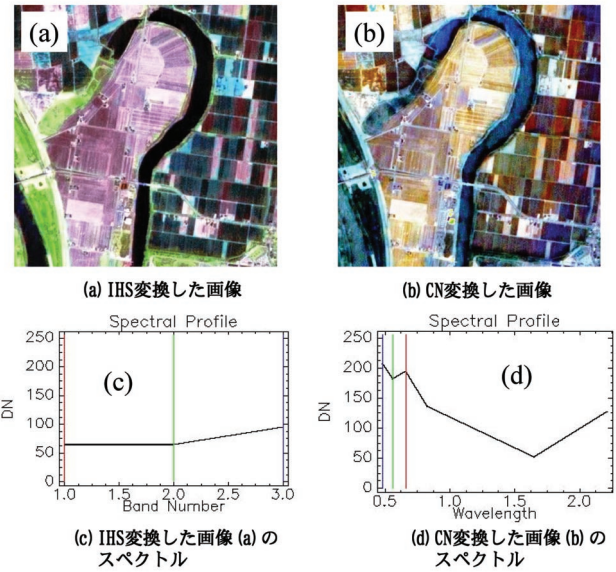 (a)
(b)
(a) IHS変換した画像
(b) CN変換した画像
Spectral Profile
Spectral Profile
250
200
150
100
50
0
DN
(c)
1.0
1.5
2.0
2.5
3.0
Band Number
250
200
150
100
50
0
DN
(d)
0.5
1.0
1.5
2.0
Wavelength
(c) IHS変換した画像(a)の
スペクトル
(d) CN変換した画像(b)の
スペクトル